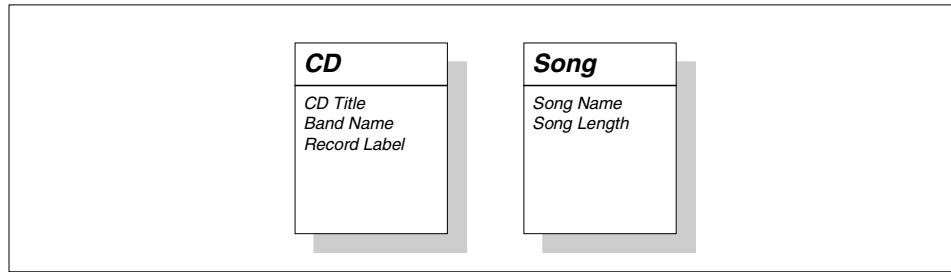 CD
CD Title
Band Name
Record Label
Song
Song Name
Song Length